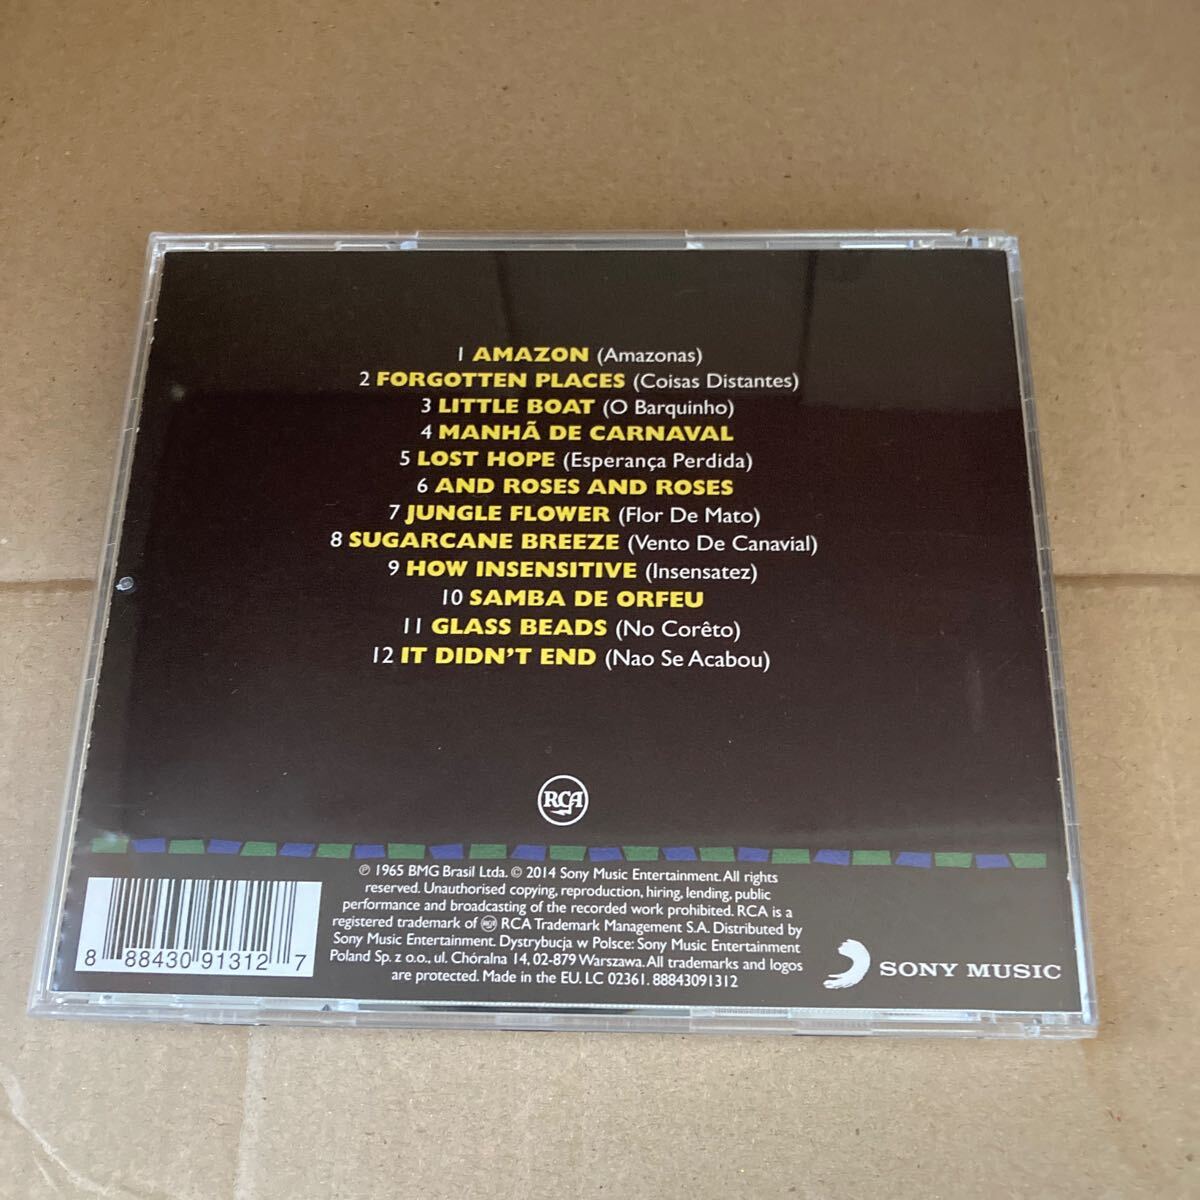 1 AMAZON (Amazonas)
2 FORGOTTEN PLACES (Coisas Distantes)
3 LITTLE BOAT (O Barquinho)
4 MANHÃ DE CARNAVAL
5 LOST HOPE (Esperança Perdida)
6 AND ROSES AND ROSES
7 JUNGLE FLOWER (Flor De Mato)
8 SUGARCANE BREEZE (Vento De Canavial)
9 HOW INSENSITIVE (Insensatez)
10 SAMBA DE ORFEU
11 GLASS BEADS (No Corêto)
12 IT DIDN'T END (Nao Se Acabou)
RCA
℗ 1965 BMG Brasil Ltda. © 2014 Sony Music Entertainment. All rights
reserved. Unauthorised copying, reproduction, hiring, lending, public
performance and broadcasting of the recorded work prohibited. RCA is a
registered trademark of RCA Trademark Management S.A. Distributed by
Sony Music Entertainment. Dystrybucja w Polsce: Sony Music Entertainment
Poland Sp. z o.o., ul. Chóralna 14, 02-879 Warszawa. All trademarks and logos
are protected. Made in the EU. LC 02361. 88843091312
8 88430 91312 7
SONY MUSIC